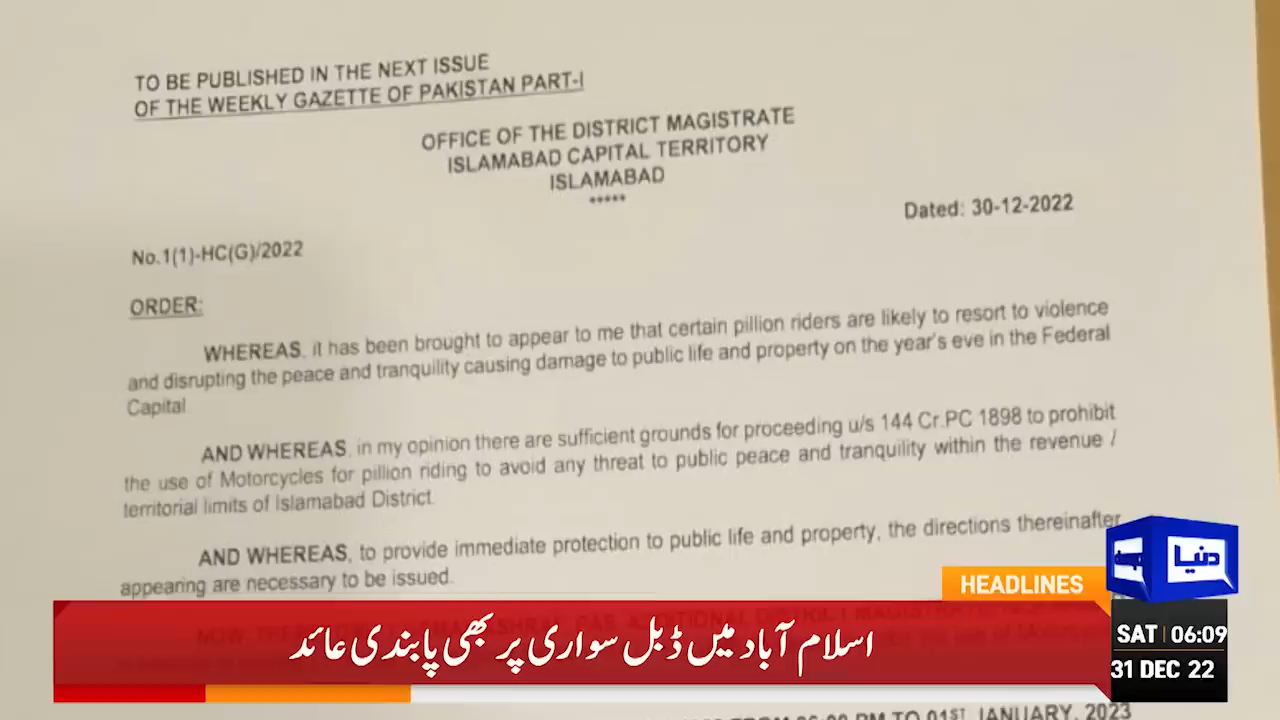 TO BE PUBLISHED IN THE NEXT ISSUE
OF THE WEEKLY GAZETTE OF PAKISTAN PART-I
OFFICE OF THE DISTRICT MAGISTRATE
ISLAMABAD CAPITAL TERRITORY
ISLAMABAD
*****
Dated: 30-12-2022
No.1(1)-HC(G)/2022
ORDER:
WHEREAS, it has been brought to appear to me that certain pillion riders are likely to resort to violence
and disrupting the peace and tranquility causing damage to public life and property on the year's eve in the Federal
Capital
AND WHEREAS, in my opinion there are sufficient grounds for proceeding u/s 144 Cr.PC 1898 to prohibit
the use of Motorcycles for pillion riding to avoid any threat to public peace and tranquility within the revenue /
territorial limits of Islamabad District.
AND WHEREAS, to provide immediate protection to public life and property, the directions thereinafter
appearing are necessary to be issued.
دنیا
HEADLINES
اسلام آباد میں ڈبل سواری پر بھی پابندی عائد
SAT 06:09
31 DEC 22
TO 01ST JANUARY, 2023